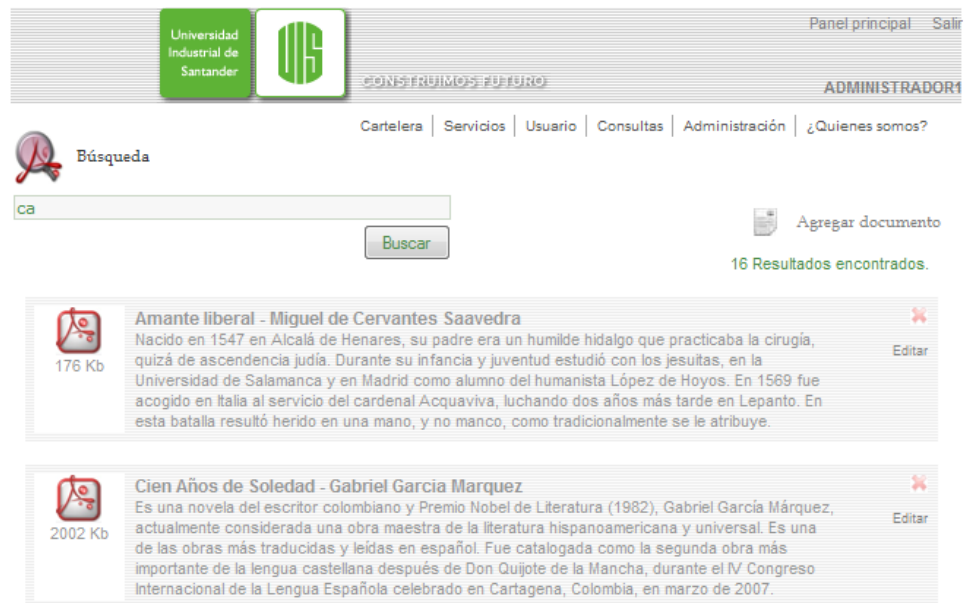 Panel principal Salir
Universidad
Industrial de
Santander
UIS
CONSTRUIMOS FUTURO
ADMINISTRADOR1
Cartelera | Servicios | Usuario | Consultas | Administración | ¿Quienes somos?
Búsqueda
ca
Buscar
Agregar documento
16 Resultados encontrados.
Amante liberal - Miguel de Cervantes Saavedra
Nacido en 1547 en Alcalá de Henares, su padre era un humilde hidalgo que practicaba la cirugía,
quizá de ascendencia judía. Durante su infancia y juventud estudió con los jesuitas, en la
Universidad de Salamanca y en Madrid como alumno del humanista López de Hoyos. En 1569 fue
acogido en Italia al servicio del cardenal Acquaviva, luchando dos años más tarde en Lepanto. En
esta batalla resultó herido en una mano, y no manco, como tradicionalmente se le atribuye.
176 Kb
Editar
Cien Años de Soledad - Gabriel Garcia Marquez
Es una novela del escritor colombiano y Premio Nobel de Literatura (1982), Gabriel García Márquez,
actualmente considerada una obra maestra de la literatura hispanoamericana y universal. Es una
de las obras más traducidas y leídas en español. Fue catalogada como la segunda obra más
importante de la lengua castellana después de Don Quijote de la Mancha, durante el IV Congreso
Internacional de la Lengua Española celebrado en Cartagena, Colombia, en marzo de 2007.
2002 Kb
Editar